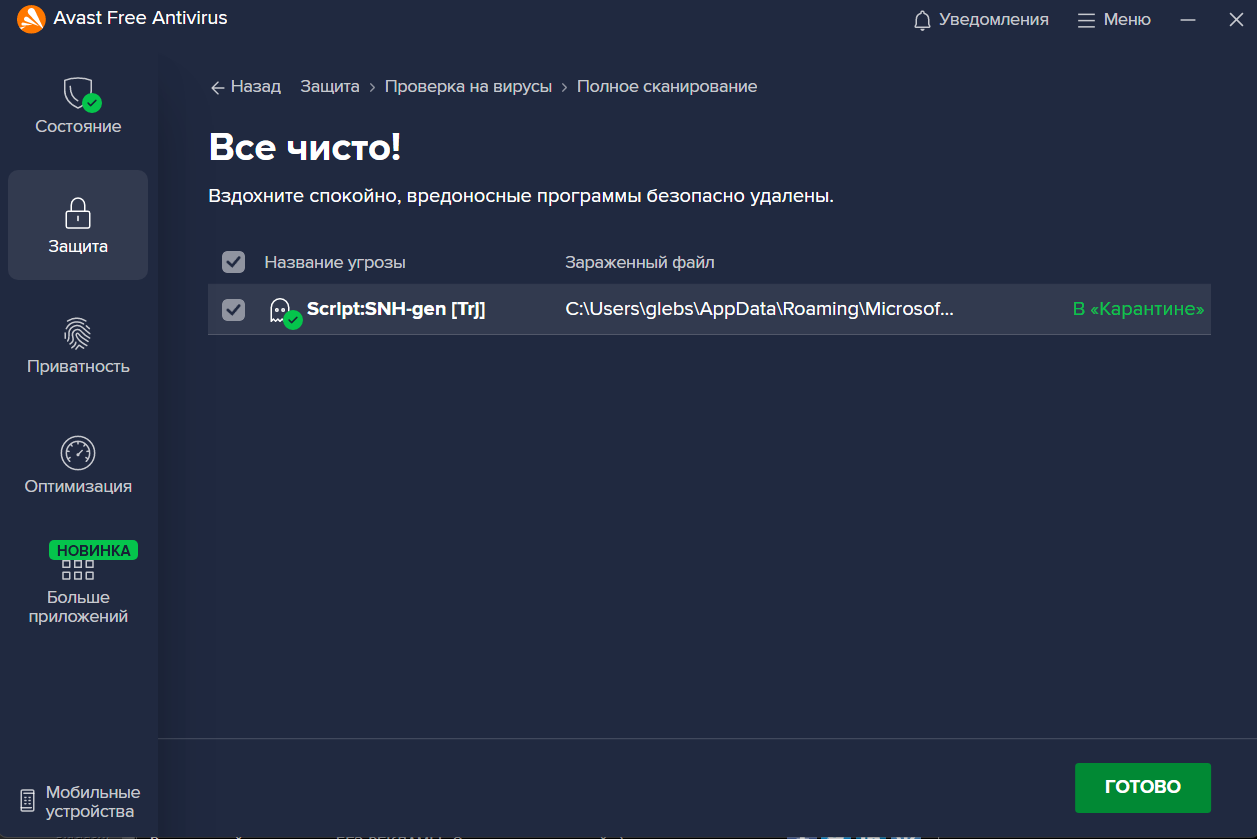 Avast Free Antivirus
Уведомления
Меню
Назад
Защита › Проверка на вирусы › Полное сканирование
Состояние
Все чисто!
Вздохните спокойно, вредоносные программы безопасно удалены.
Защита
Название угрозы
Зараженный файл
Script:SNH-gen [Trj]
C:\Users\glebs\AppData\Roaming\Microsof...
В «Карантине»
Приватность
Оптимизация
НОВИНКА
Больше
приложений
Мобильные
устройства
ГОТОВО